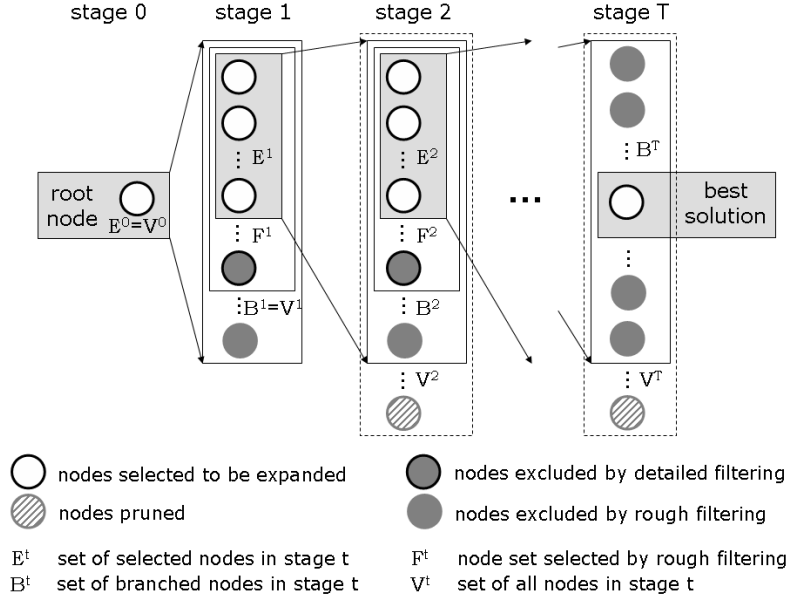 stage 0 stage 1 stage 2 stage T
E¹ E² Bᵀ
root node best solution
E⁰=V⁰
F¹ F²
B¹=V¹ B²
V² Vᵀ
nodes selected to be expanded nodes excluded by detailed filtering
nodes pruned nodes excluded by rough filtering
Eᵗ set of selected nodes in stage t Fᵗ node set selected by rough filtering
Bᵗ set of branched nodes in stage t Vᵗ set of all nodes in stage t